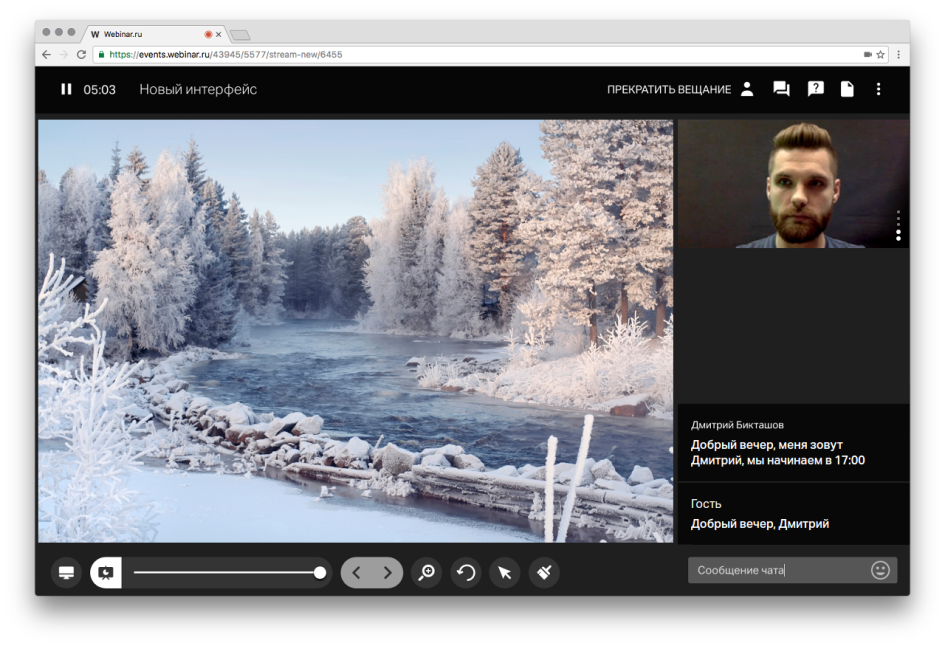 W Webinar.ru
https://events.webinar.ru/43945/5577/stream-new/6455
05:03 Новый интерфейс ПРЕКРАТИТЬ ВЕЩАНИЕ
Дмитрий Бикташов
Добрый вечер, меня зовут
Дмитрий, мы начинаем в 17:00
Гость
Добрый вечер, Дмитрий
Сообщение чата